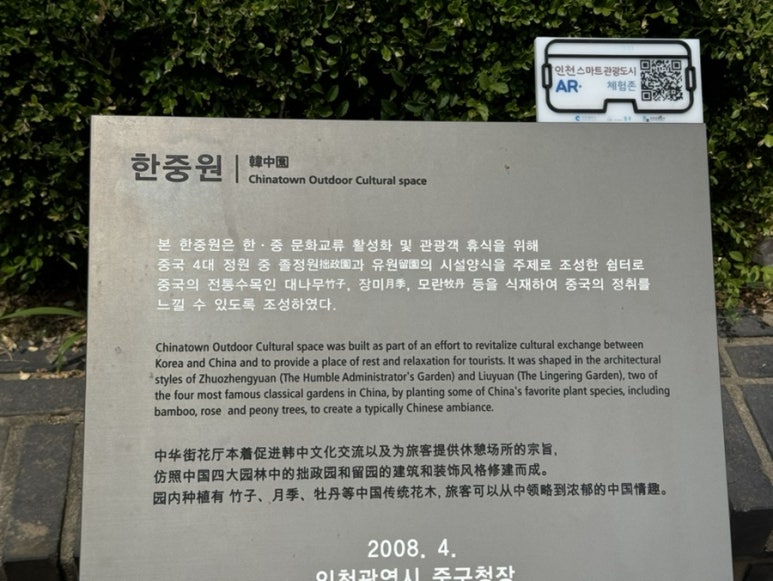 인천스마트관광도시
AR· 체험존
한중원 | 韓中園
Chinatown Outdoor Cultural space
본 한중원은 한·중 문화교류 활성화 및 관광객 휴식을 위해
중국 4대 정원 중 졸정원拙政園과 유원留園의 시설양식을 주제로 조성한 쉼터로
중국의 전통수목인 대나무竹子, 장미月季, 모란牧丹 등을 식재하여 중국의 정취를
느낄 수 있도록 조성하였다.
Chinatown Outdoor Cultural space was built as part of an effort to revitalize cultural exchange between
Korea and China and to provide a place of rest and relaxation for tourists. It was shaped in the architectural
styles of Zhuozhengyuan (The Humble Administrator's Garden) and Liuyuan (The Lingering Garden), two of
the four most famous classical gardens in China, by planting some of China's favorite plant species, including
bamboo, rose and peony trees, to create a typically Chinese ambiance.
中华街花厅本着促进韩中文化交流以及为旅客提供休憩场所的宗旨,
仿照中国四大园林中的拙政园和留园的建筑和装饰风格修建而成。
园内种植有 竹子、月季、牡丹等中国传统花木, 旅客可以从中领略到浓郁的中国情趣。
2008. 4.
인천광역시 중구청장